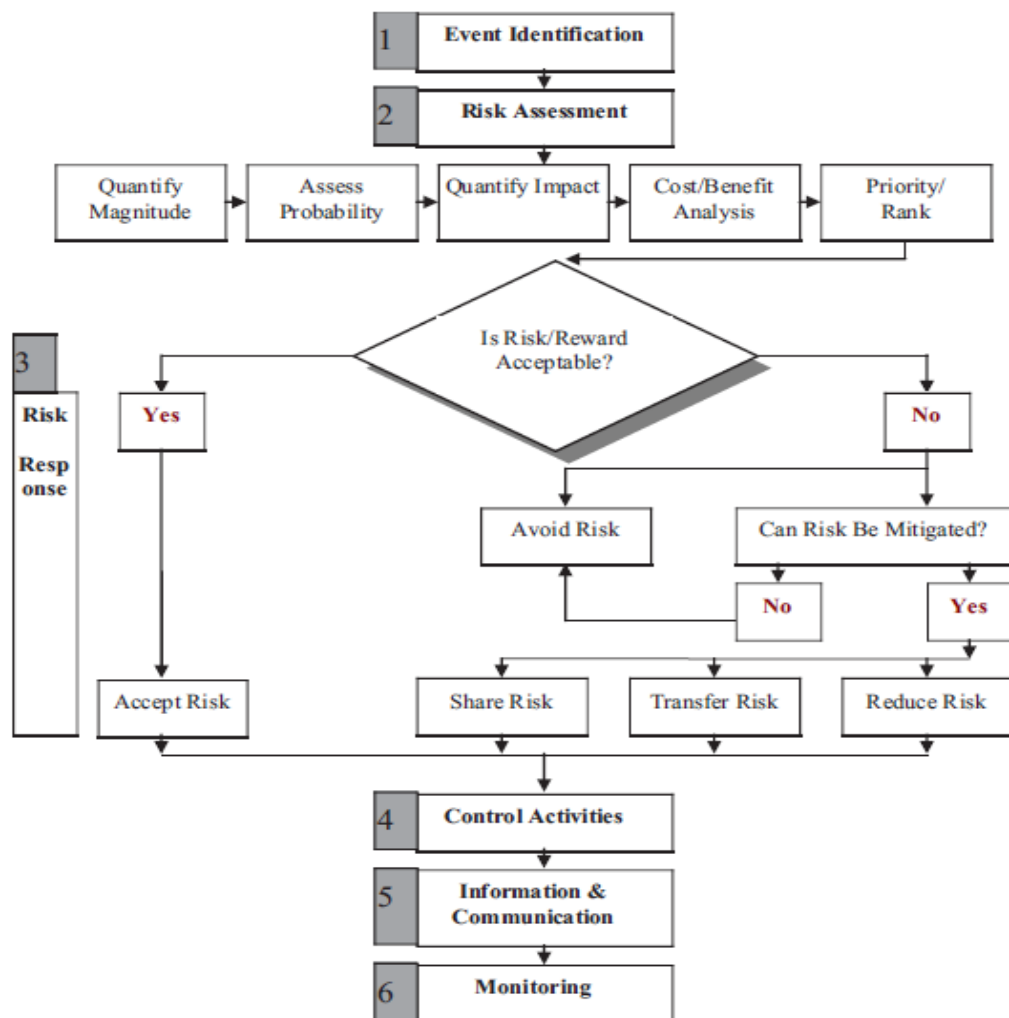 1
Event Identification
2
Risk Assessment
Quantify
Magnitude
Assess
Probability
Quantify Impact
Cost/Benefit
Analysis
Priority/
Rank
Is Risk/Reward
Acceptable?
3
Risk
Resp
onse
Yes
No
Avoid Risk
Can Risk Be Mitigated?
No
Yes
Accept Risk
Share Risk
Transfer Risk
Reduce Risk
4
Control Activities
5
Information &
Communication
6
Monitoring